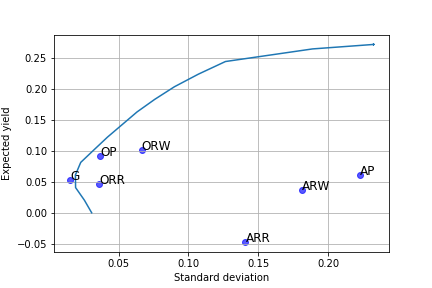 0.25
0.20
0.15
0.10
0.05
0.00
−0.05
Expected yield
G
OP
ORR
ORW
ARR
ARW
AP
0.05
0.10
0.15
0.20
Standard deviation